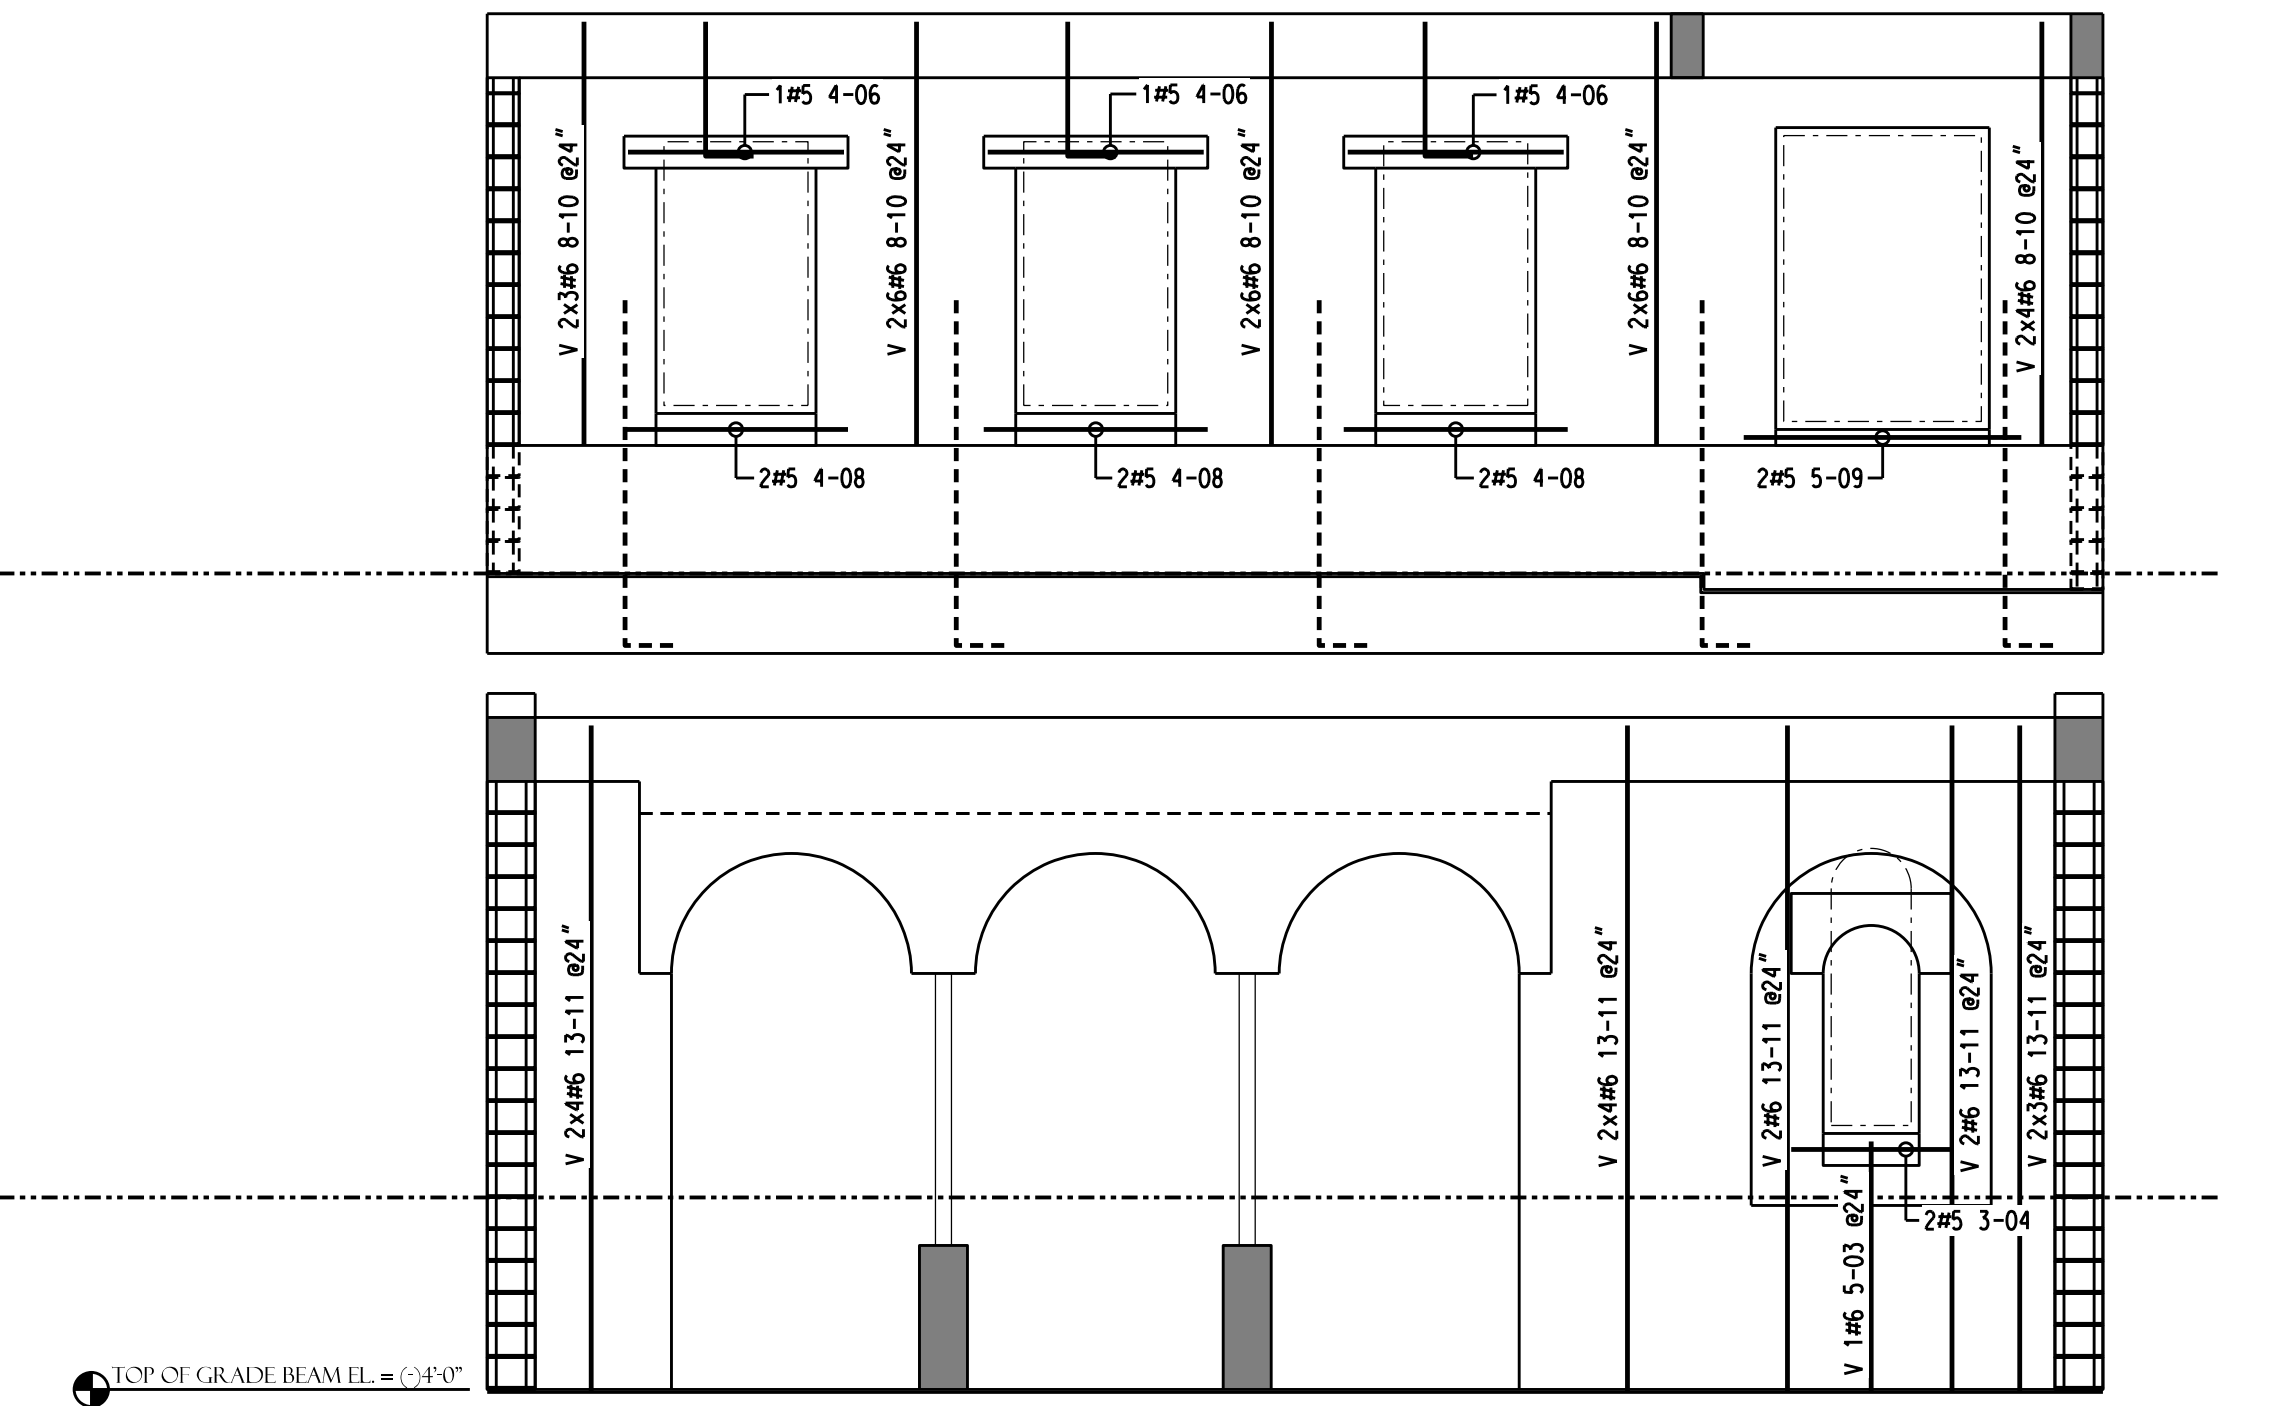 1#5 4-06
1#5 4-06
1#5 4-06
V 2x3#6 8-10 @24"
V 2x6#6 8-10 @24"
V 2x6#6 8-10 @24"
V 2x6#6 8-10 @24"
V 2x4#6 8-10 @24"
2#5 4-08
2#5 4-08
2#5 4-08
2#5 5-09
V 2x4#6 13-11 @24"
V 2x4#6 13-11 @24"
V 2#6 13-11 @24"
V 2#6 13-11 @24"
V 2x3#6 13-11 @24"
V 1#6 5-03 @24"
2#5 3-04
TOP OF GRADE BEAM EL. = (-)4'-0"